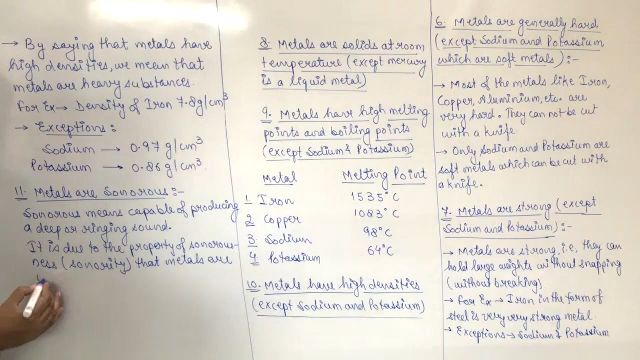 → By saying that metals have
high densities, we mean that
metals are heavy substances.
For Ex → Density of Iron 7.8g/cm³
→ Exceptions:
Sodium → 0.97 g/cm³
Potassium → 0.86 g/cm³
11. Metals are Sonorous:-
Sonorous means capable of producing
a deep or ringing sound.
It is due to the property of sonorous-
ness (sonority) that metals are
8. Metals are solids at room
temperature (except mercury
is a liquid metal)
9. Metals have high melting
points and boiling points
(except Sodium & Potassium)
Metal Melting Point
1. Iron 1535°C
2 Copper 1083°C
3. Sodium 98°C
4 Potassium 64°C
10. Metals have high densities
(except Sodium and Potassium)
6. Metals are generally hard
(except Sodium and Potassium
which are soft metals):-
→ Most of the metals like Iron,
Copper, Aluminium, etc. are
very hard. They can not be cut
with a knife
→ Only Sodium and Potassium are
soft metals which can be cut with
a knife.
7. Metals are strong (except
Sodium and Potassium):-
→ Metals are strong, i.e., they can
hold large weights without snapping
(without breaking)
→ For Ex → Iron in the form of
steel is very very strong metal
→ Exceptions → Sodium & Potassium